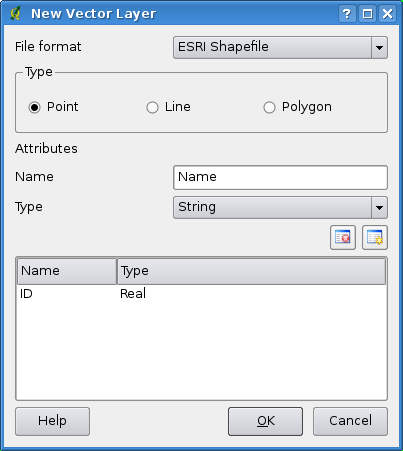 New Vector Layer
File format ESRI Shapefile
Type
Point Line Polygon
Attributes
Name Name
Type String
Name Type
ID Real
Help OK Cancel